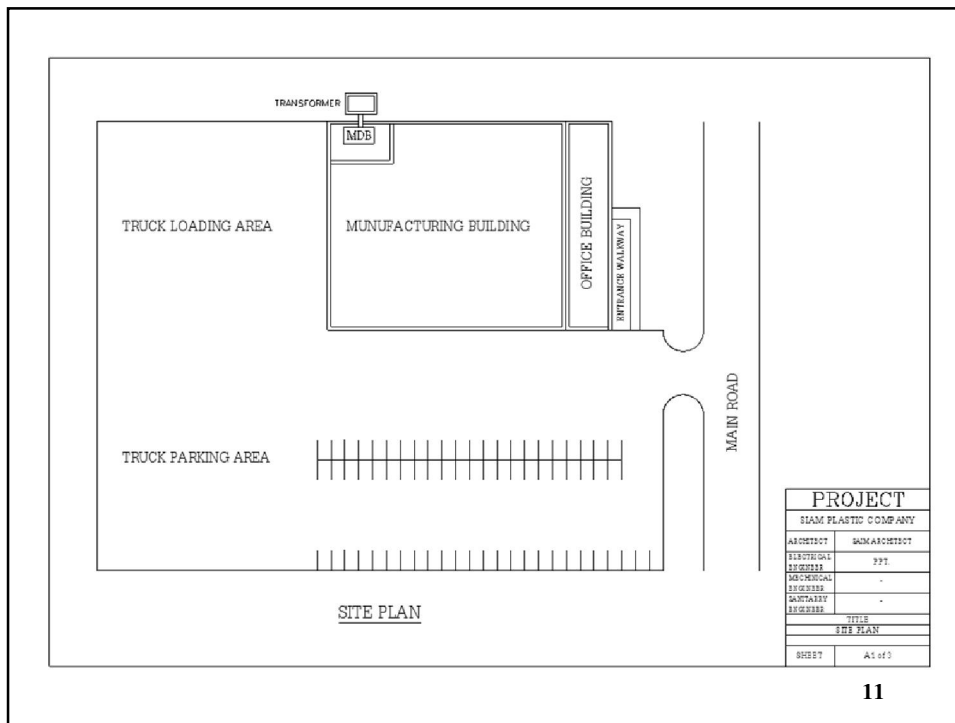 TRANSFORMER
MDB
TRUCK LOADING AREA
MUNUFACTURING BUILDING
OFFICE BUILDING
ENTRANCE WALKWAY
MAIN ROAD
TRUCK PARKING AREA
SITE PLAN
PROJECT
SIAM PLASTIC COMPANY
ARCHITECT SAIM ARCHITECT
ELECTRICAL
ENGINEER PPT.
MECHINICAL
ENGINEER -
SANITARRY
ENGINEER -
TITLE
SITE PLAN
SHEET A1 of 3
11